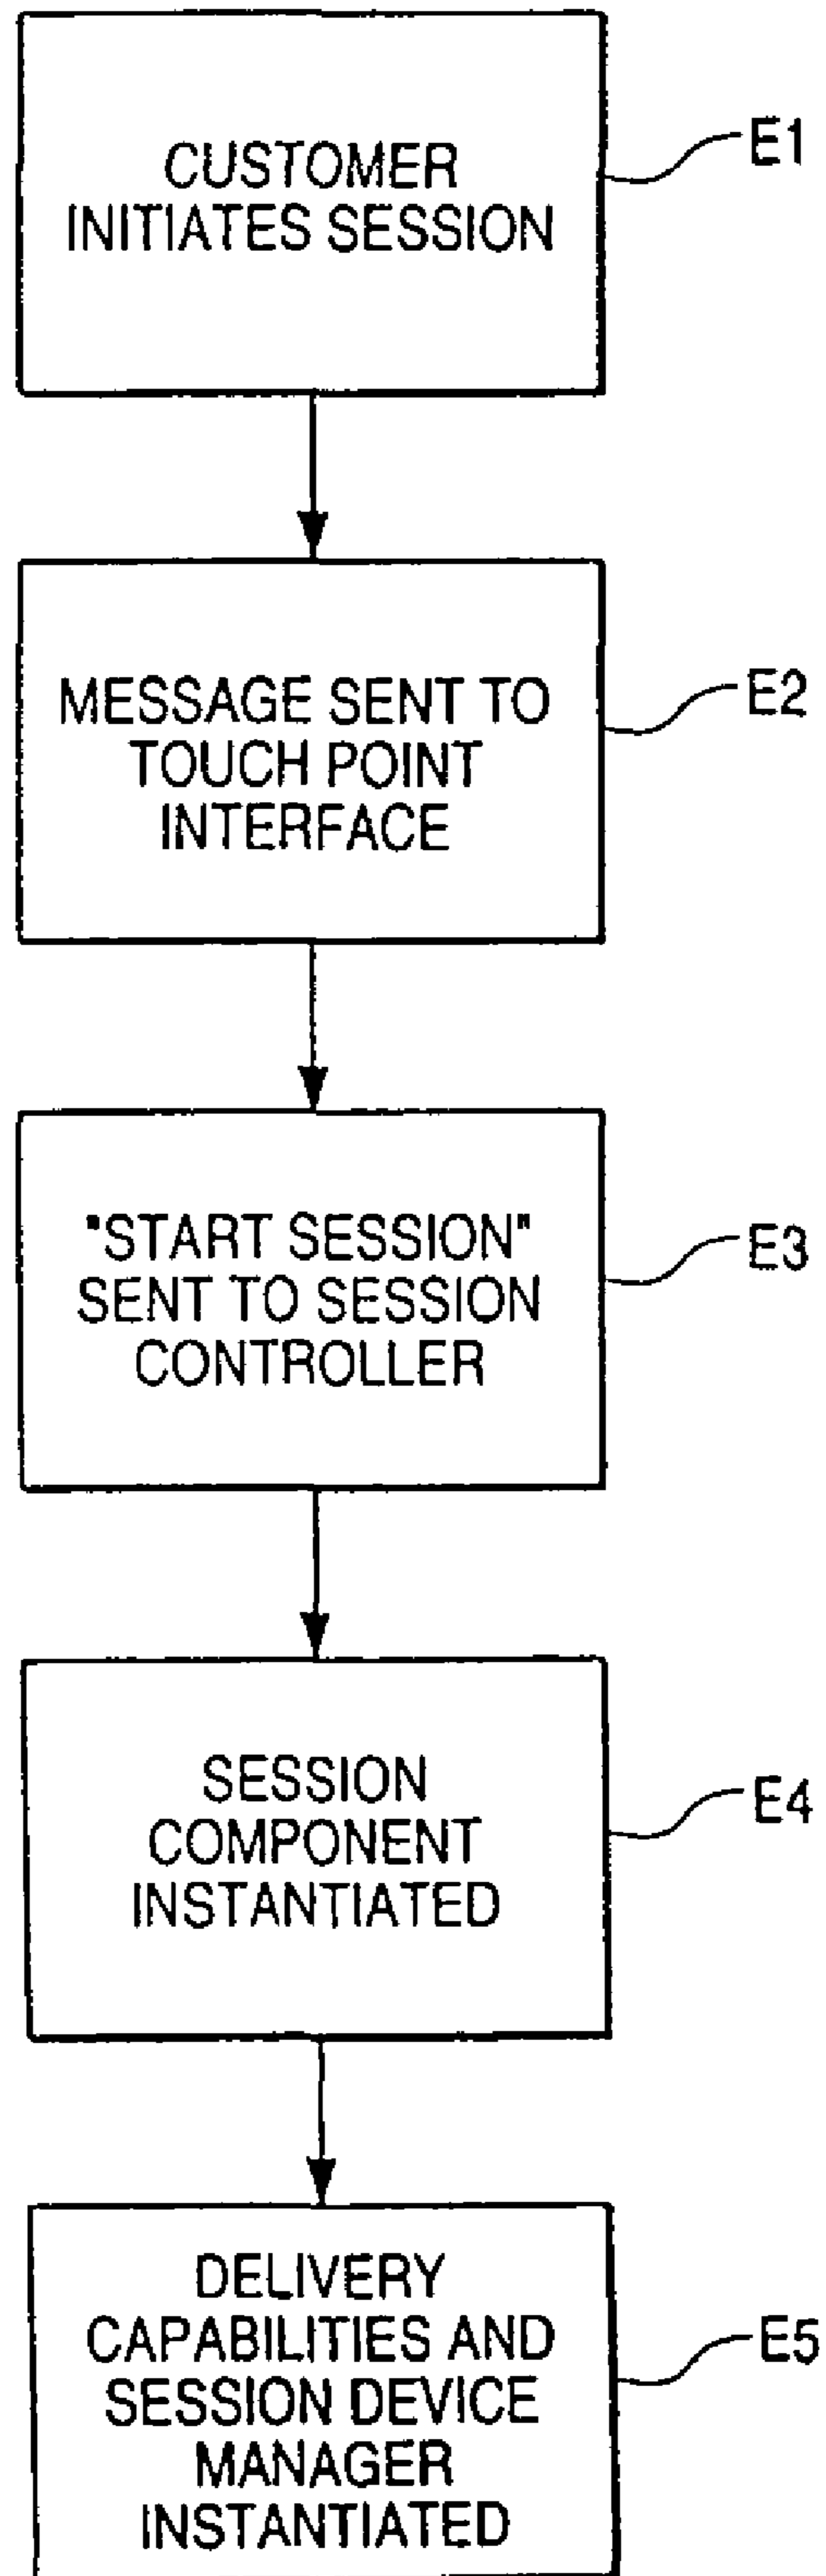 CUSTOMER
INITIATES SESSION
E1
MESSAGE SENT TO
TOUCH POINT
INTERFACE
E2
"START SESSION"
SENT TO SESSION
CONTROLLER
E3
SESSION
COMPONENT
INSTANTIATED
E4
DELIVERY
CAPABILITIES AND
SESSION DEVICE
MANAGER
INSTANTIATED
E5